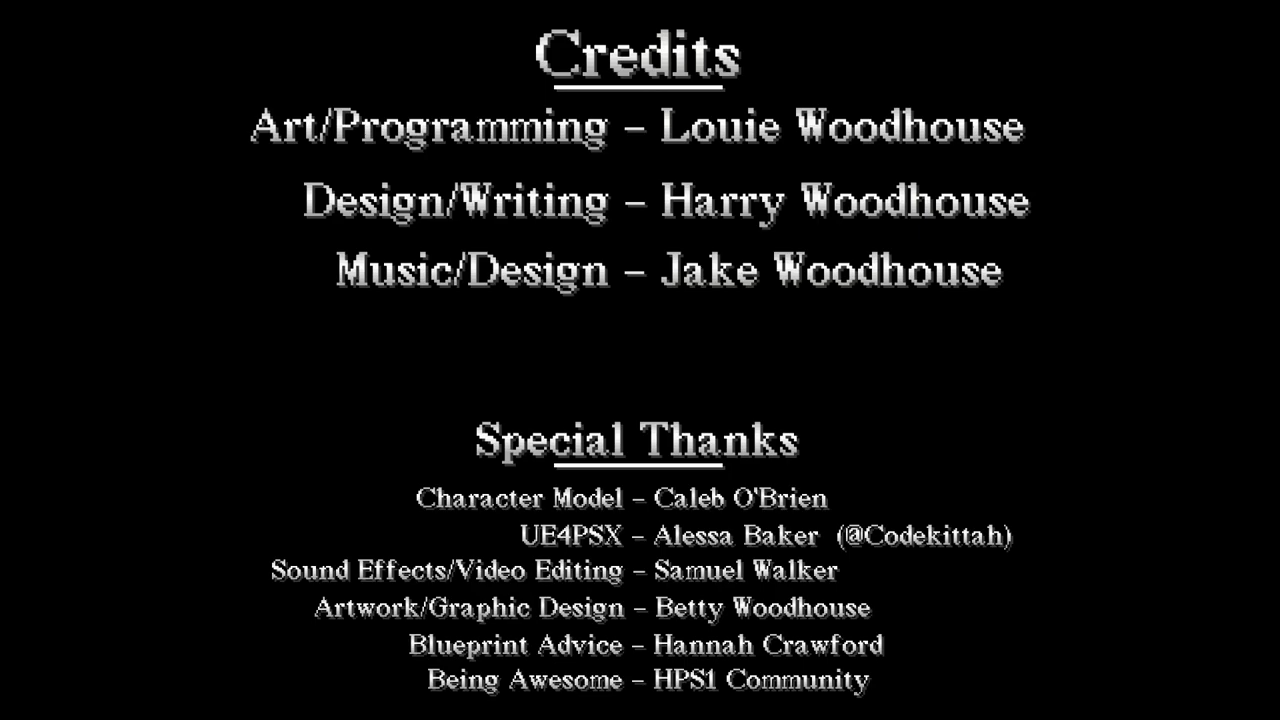 Credits
Art/Programming – Louie Woodhouse
Design/Writing – Harry Woodhouse
Music/Design – Jake Woodhouse
Special Thanks
Character Model – Caleb O'Brien
UE4PSX – Alessa Baker (@Codekittah)
Sound Effects/Video Editing – Samuel Walker
Artwork/Graphic Design – Betty Woodhouse
Blueprint Advice – Hannah Crawford
Being Awesome – HPS1 Community